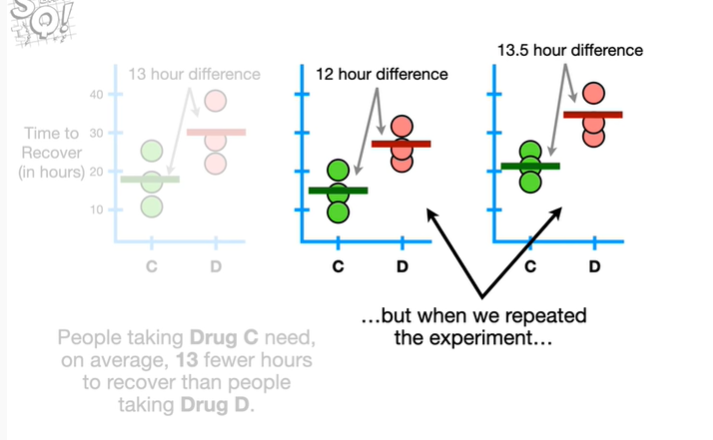 13.5 hour difference
13 hour difference
12 hour difference
40
Time to
Recover
(in hours)
30
20
10
C
D
C
D
C
D
...but when we repeated
the experiment...
People taking Drug C need,
on average, 13 fewer hours
to recover than people
taking Drug D.